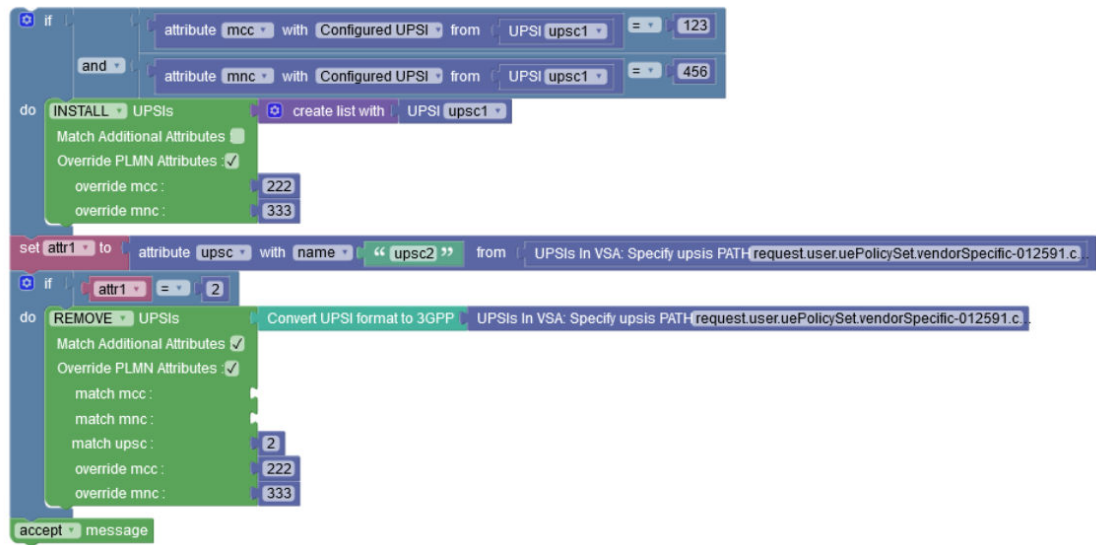 if attribute mcc with Configured UPSI from UPSI upsc1 = 123
and attribute mnc with Configured UPSI from UPSI upsc1 = 456
do INSTALL UPSIs create list with UPSI upsc1
Match Additional Attributes :
Override PLMN Attributes :
override mcc : 222
override mnc : 333
set attr1 to attribute upsc with name “ upsc2 ” from UPSIs In VSA: Specify upsis PATH request.user.uePolicySet.vendorSpecific-012591.c...
if attr1 = 2
do REMOVE UPSIs Convert UPSI format to 3GPP UPSIs In VSA: Specify upsis PATH request.user.uePolicySet.vendorSpecific-012591.c...
Match Additional Attributes :
Override PLMN Attributes :
match mcc :
match mnc :
match upsc : 2
override mcc : 222
override mnc : 333
accept message